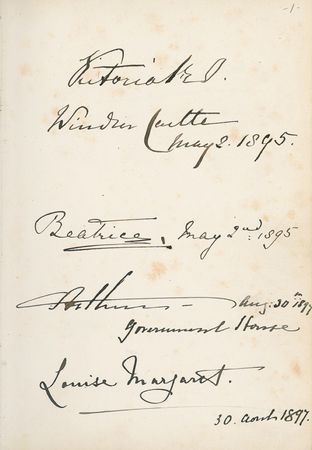 -1-
Victoria R I.
Windsor Castle
May 2. 1895.
Beatrice, May 2nd 1895
Arthur Aug: 30th 1897
Government House
Louise Margaret.
30. août 1897.